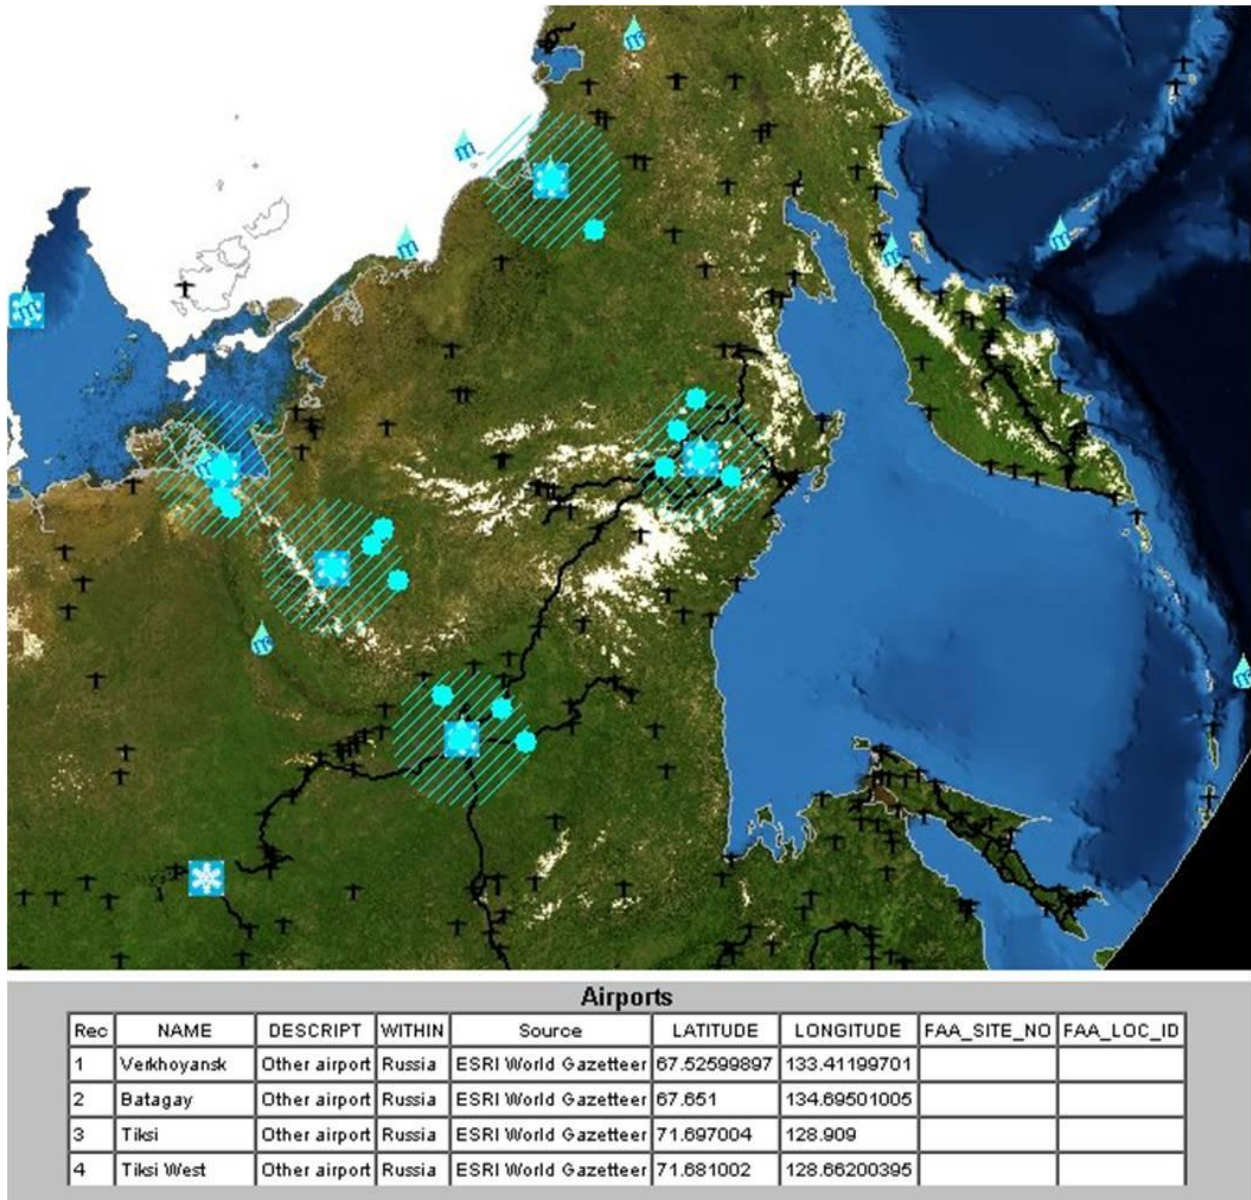 m
m
m
m
m
m
m
m
m
Airports
Rec NAME DESCRIPT WITHIN Source LATITUDE LONGITUDE FAA_SITE_NO FAA_LOC_ID
1 Verkhoyansk Other airport Russia ESRI World Gazetteer 67.52599897 133.41199701
2 Batagay Other airport Russia ESRI World Gazetteer 67.651 134.69501005
3 Tiksi Other airport Russia ESRI World Gazetteer 71.697004 128.909
4 Tiksi West Other airport Russia ESRI World Gazetteer 71.681002 128.66200395